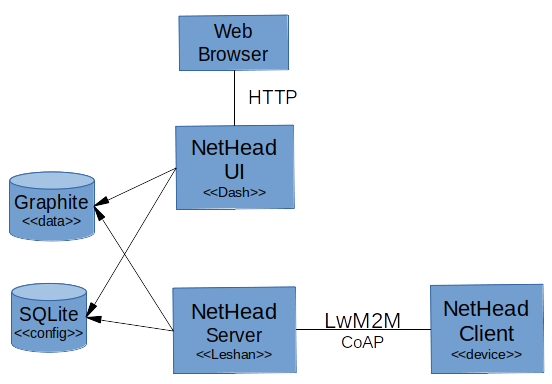 Web
Browser
HTTP
NetHead
UI
<<Dash>>
Graphite
<<data>>
SQLite
<<config>>
NetHead
Server
<<Leshan>>
LwM2M
CoAP
NetHead
Client
<<device>>